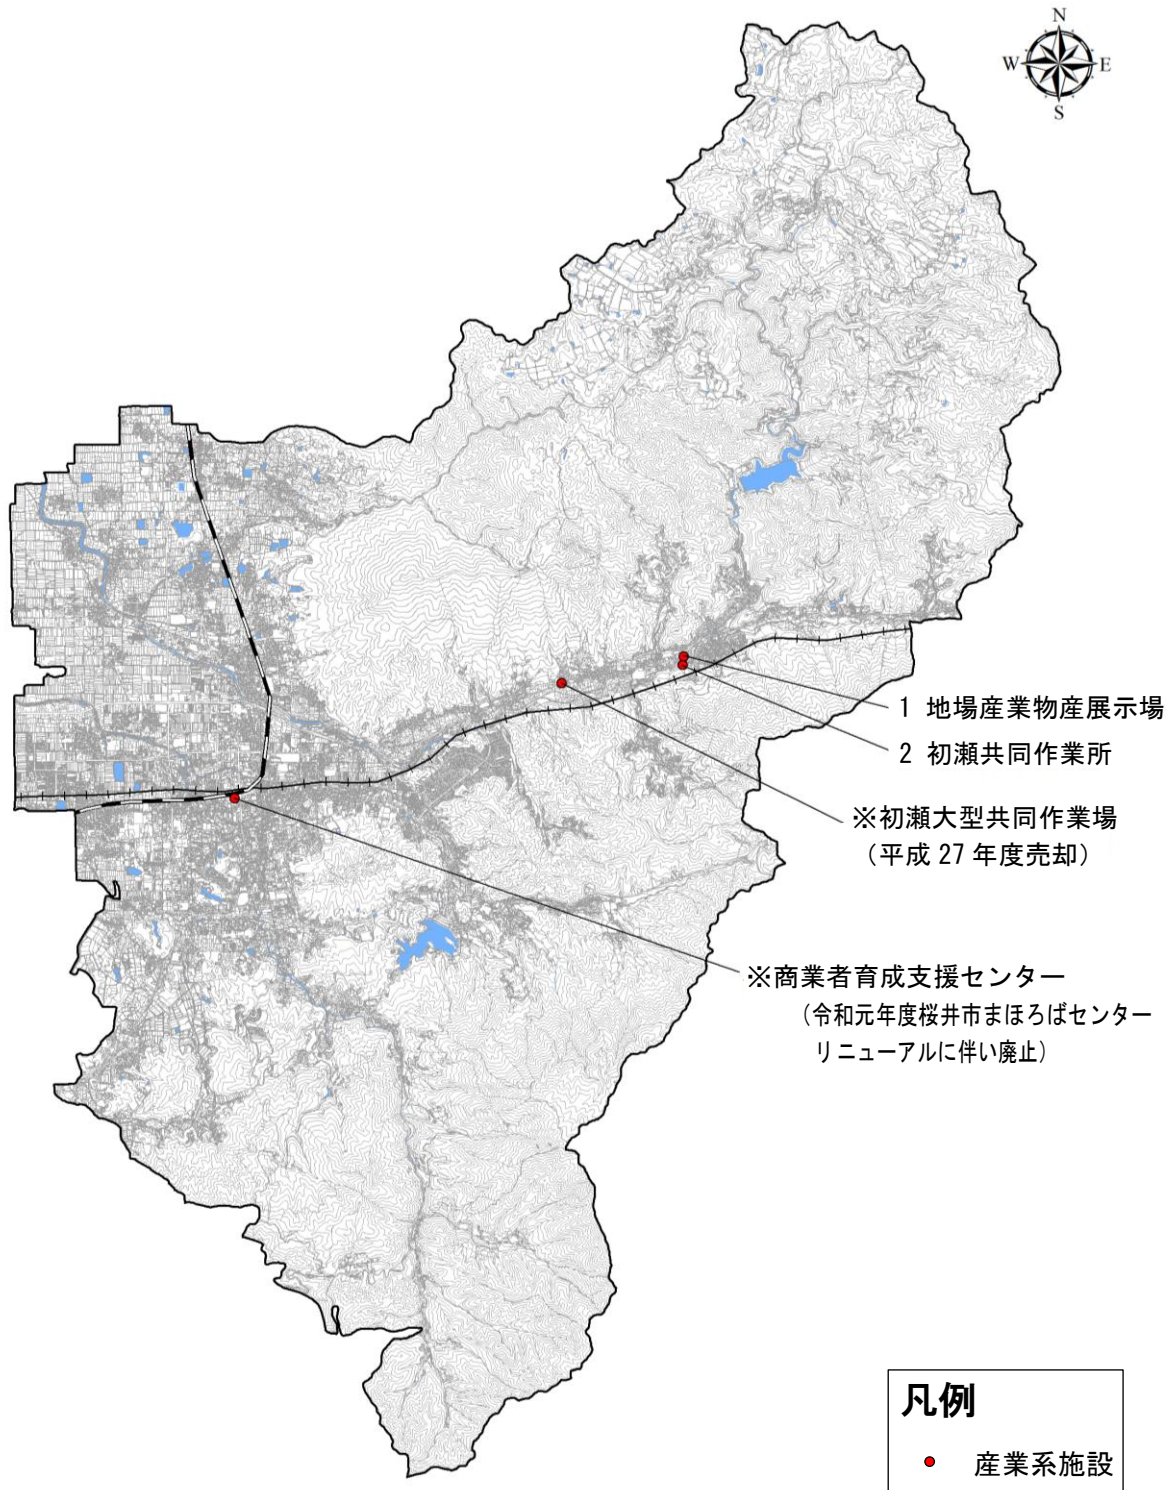 N
W
E
S
1 地場産業物産展示場
2 初瀬共同作業所
※初瀬大型共同作業場
（平成 27 年度売却）
※商業者育成支援センター
（令和元年度桜井市まほろばセンター
リニューアルに伴い廃止）
凡例
産業系施設